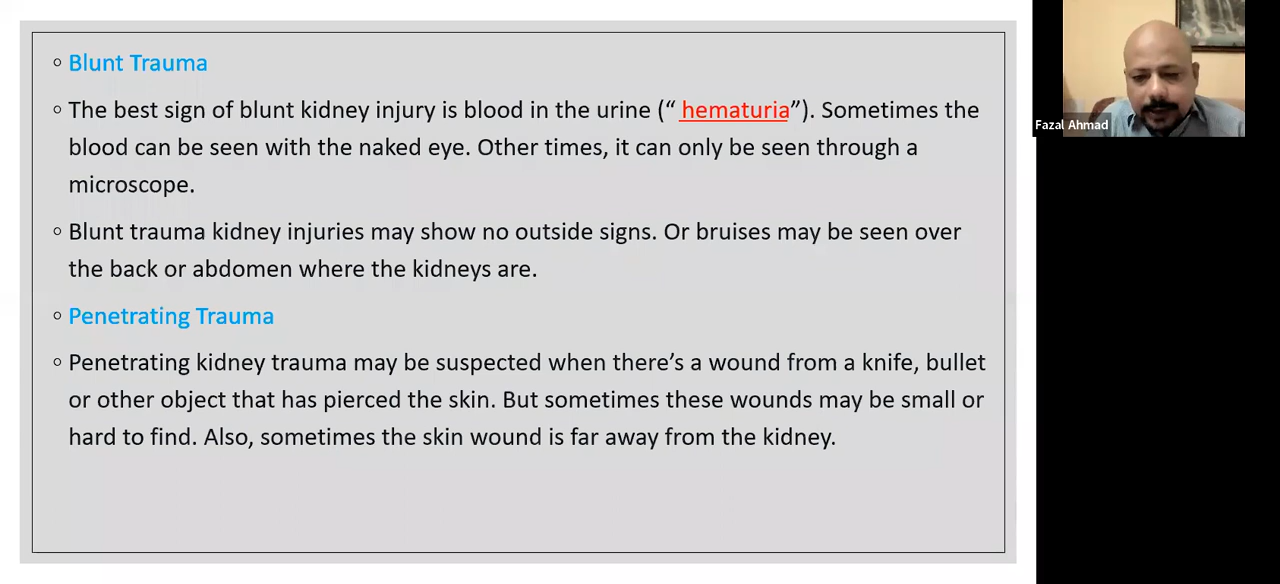 ◦ Blunt Trauma
◦ The best sign of blunt kidney injury is blood in the urine (“ hematuria”). Sometimes the
blood can be seen with the naked eye. Other times, it can only be seen through a
microscope.
◦ Blunt trauma kidney injuries may show no outside signs. Or bruises may be seen over
the back or abdomen where the kidneys are.
◦ Penetrating Trauma
◦ Penetrating kidney trauma may be suspected when there’s a wound from a knife, bullet
or other object that has pierced the skin. But sometimes these wounds may be small or
hard to find. Also, sometimes the skin wound is far away from the kidney.
Fazal Ahmad